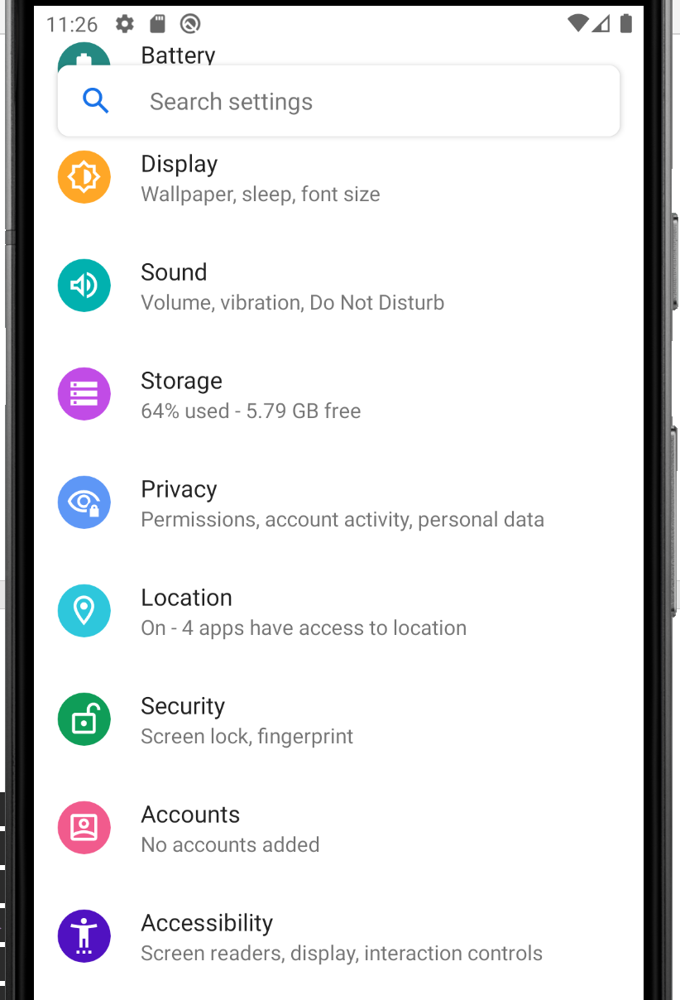 11:26
Battery
Search settings
Display
Wallpaper, sleep, font size
Sound
Volume, vibration, Do Not Disturb
Storage
64% used - 5.79 GB free
Privacy
Permissions, account activity, personal data
Location
On - 4 apps have access to location
Security
Screen lock, fingerprint
Accounts
No accounts added
Accessibility
Screen readers, display, interaction controls